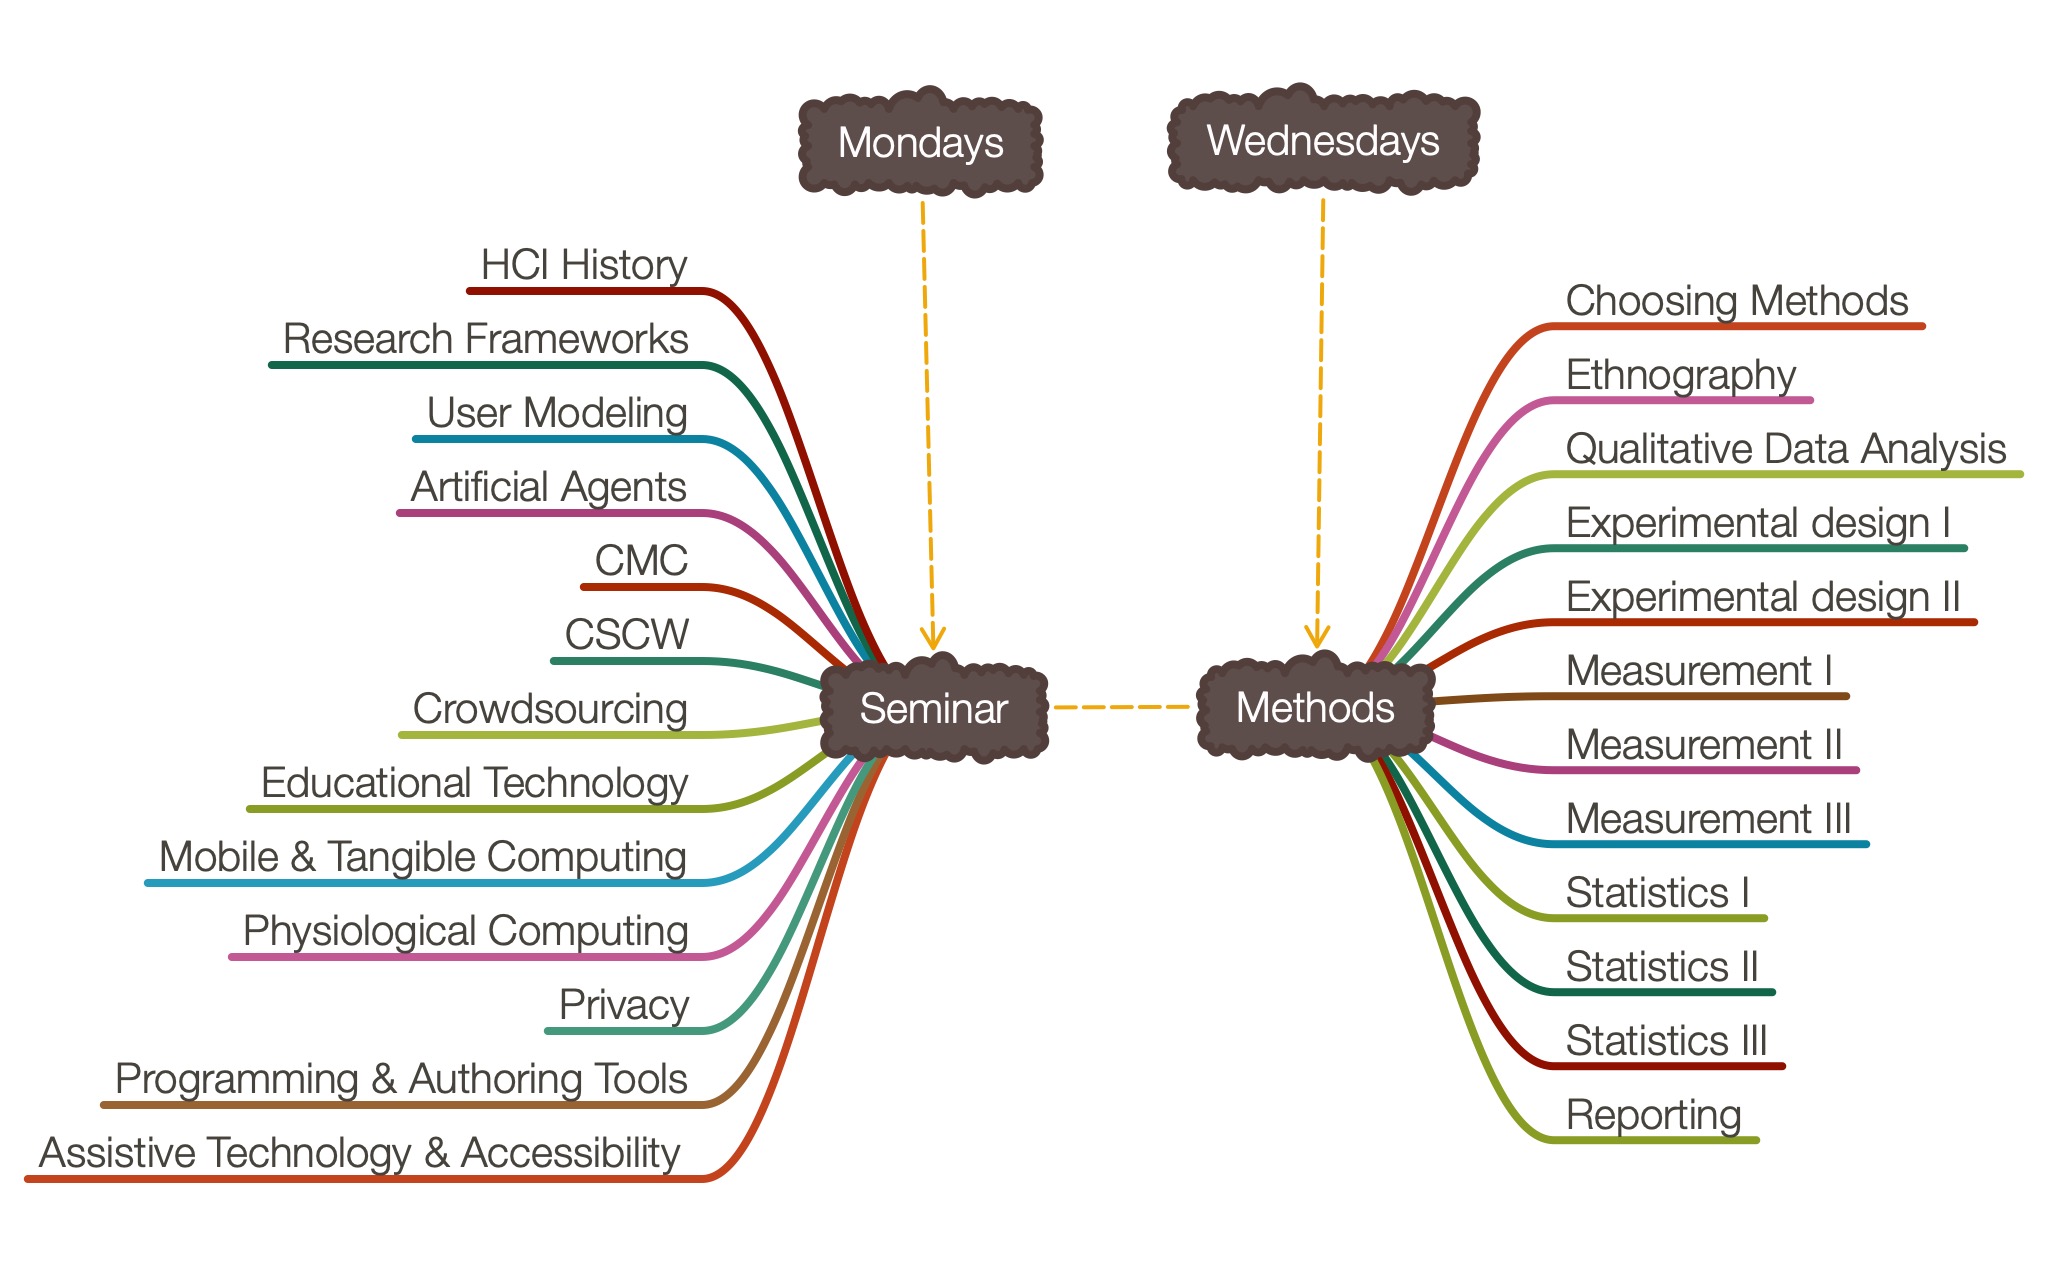 Mondays
Wednesdays
HCI History
Research Frameworks
User Modeling
Artificial Agents
CMC
CSCW
Crowdsourcing
Educational Technology
Mobile & Tangible Computing
Physiological Computing
Privacy
Programming & Authoring Tools
Assistive Technology & Accessibility
Seminar
Methods
Choosing Methods
Ethnography
Qualitative Data Analysis
Experimental design I
Experimental design II
Measurement I
Measurement II
Measurement III
Statistics I
Statistics II
Statistics III
Reporting